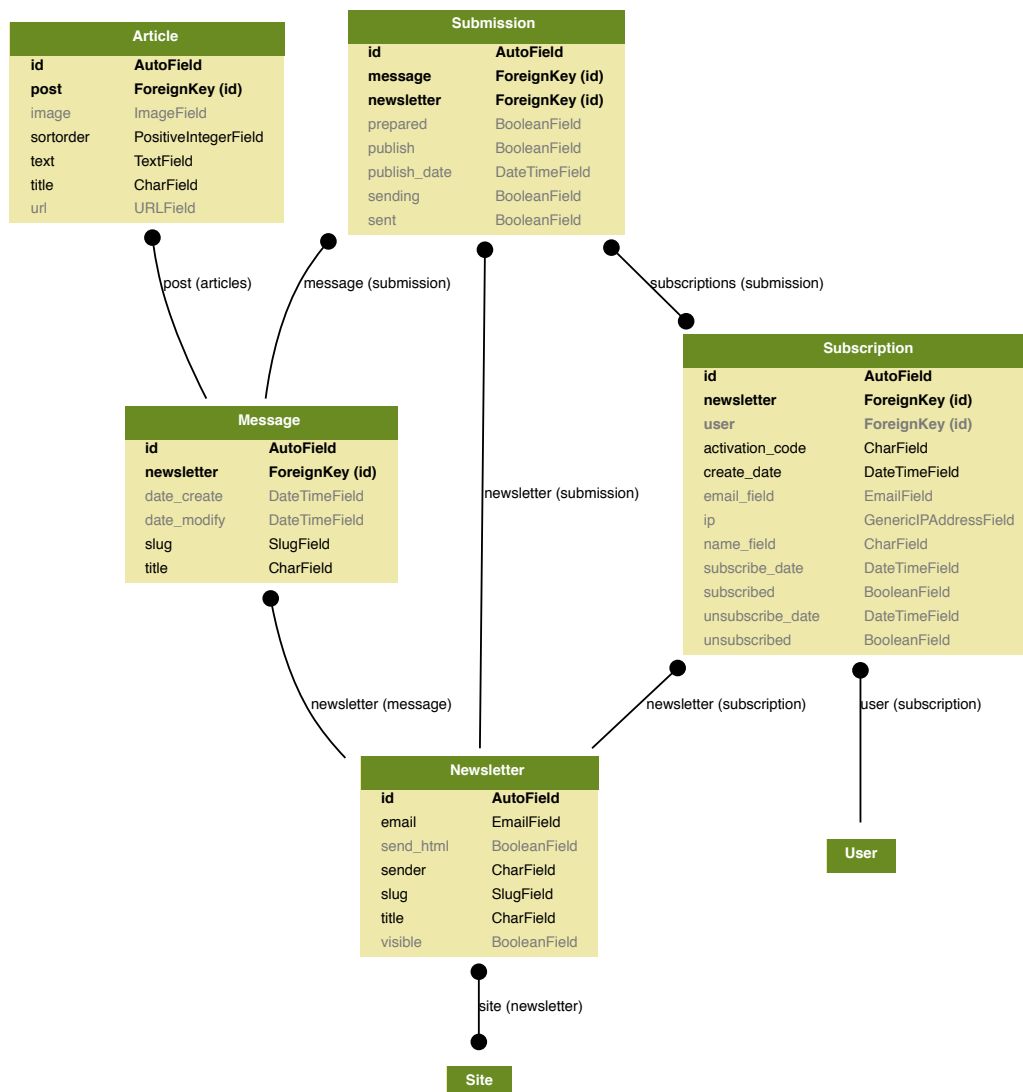 Article
id AutoField
post ForeignKey (id)
image ImageField
sortorder PositiveIntegerField
text TextField
title CharField
url URLField
Submission
id AutoField
message ForeignKey (id)
newsletter ForeignKey (id)
prepared BooleanField
publish BooleanField
publish_date DateTimeField
sending BooleanField
sent BooleanField
post (articles)
message (submission)
subscriptions (submission)
Subscription
id AutoField
newsletter ForeignKey (id)
user ForeignKey (id)
activation_code CharField
create_date DateTimeField
email_field EmailField
ip GenericIPAddressField
name_field CharField
subscribe_date DateTimeField
subscribed BooleanField
unsubscribe_date DateTimeField
unsubscribed BooleanField
Message
id AutoField
newsletter ForeignKey (id)
date_create DateTimeField
date_modify DateTimeField
slug SlugField
title CharField
newsletter (submission)
newsletter (message)
newsletter (subscription)
user (subscription)
Newsletter
id AutoField
email EmailField
send_html BooleanField
sender CharField
slug SlugField
title CharField
visible BooleanField
User
site (newsletter)
Site